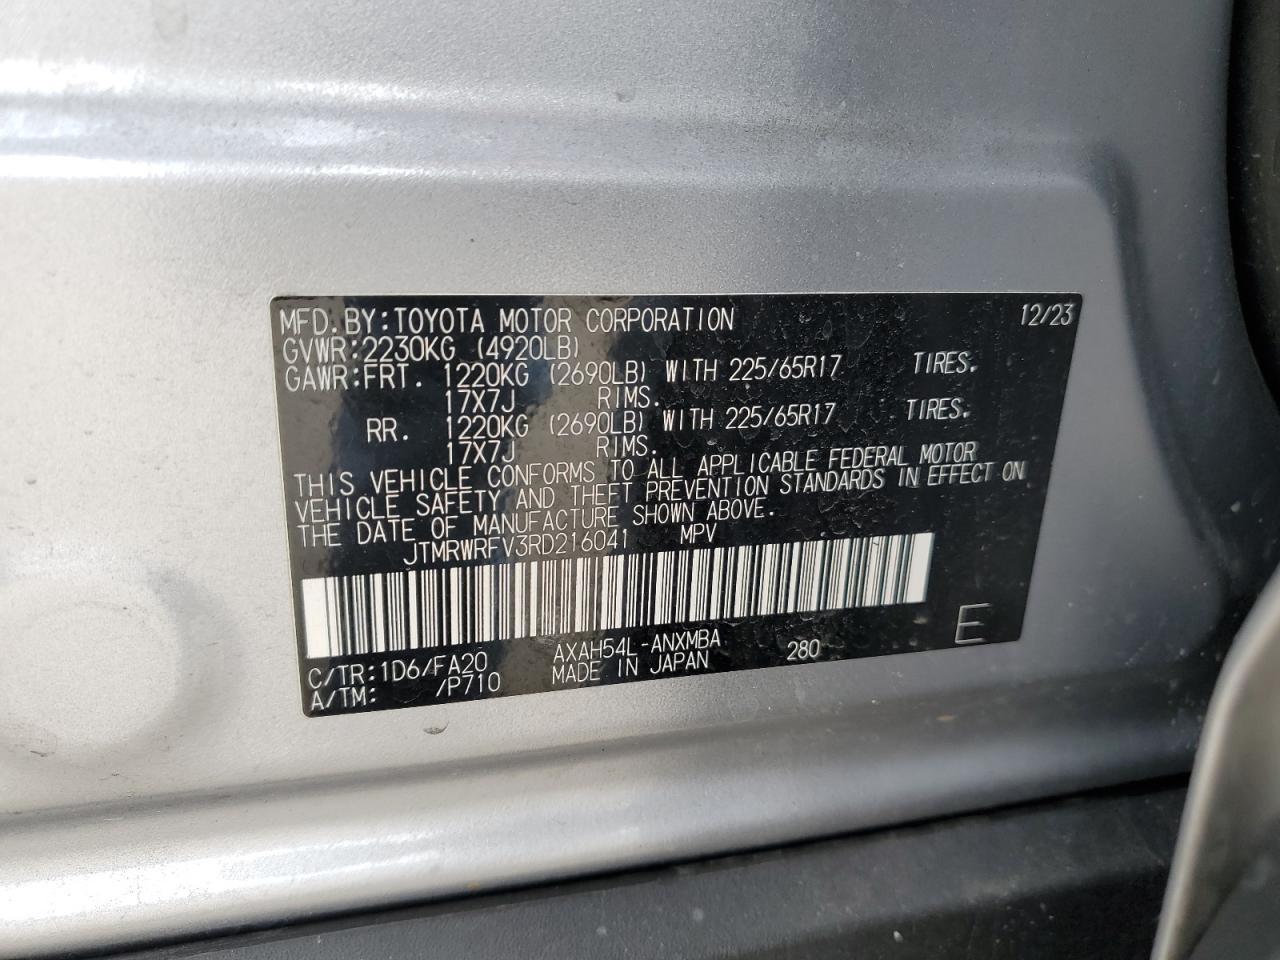 MFD. BY:TOYOTA MOTOR CORPORATION 12/23
GVWR:2230KG (4920LB)
GAWR:FRT. 1220KG (2690LB) WITH 225/65R17 TIRES.
17X7J RIMS.
RR. 1220KG (2690LB) WITH 225/65R17 TIRES.
17X7J RIMS.
THIS VEHICLE CONFORMS TO ALL APPLICABLE FEDERAL MOTOR
VEHICLE SAFETY AND THEFT PREVENTION STANDARDS IN EFFECT ON
THE DATE OF MANUFACTURE SHOWN ABOVE.
JTMRWRFV3RD216041 MPV
C/TR:1D6/FA20 AXAH54L-ANXMBA 280 E
A/TM: /P710 MADE IN JAPAN